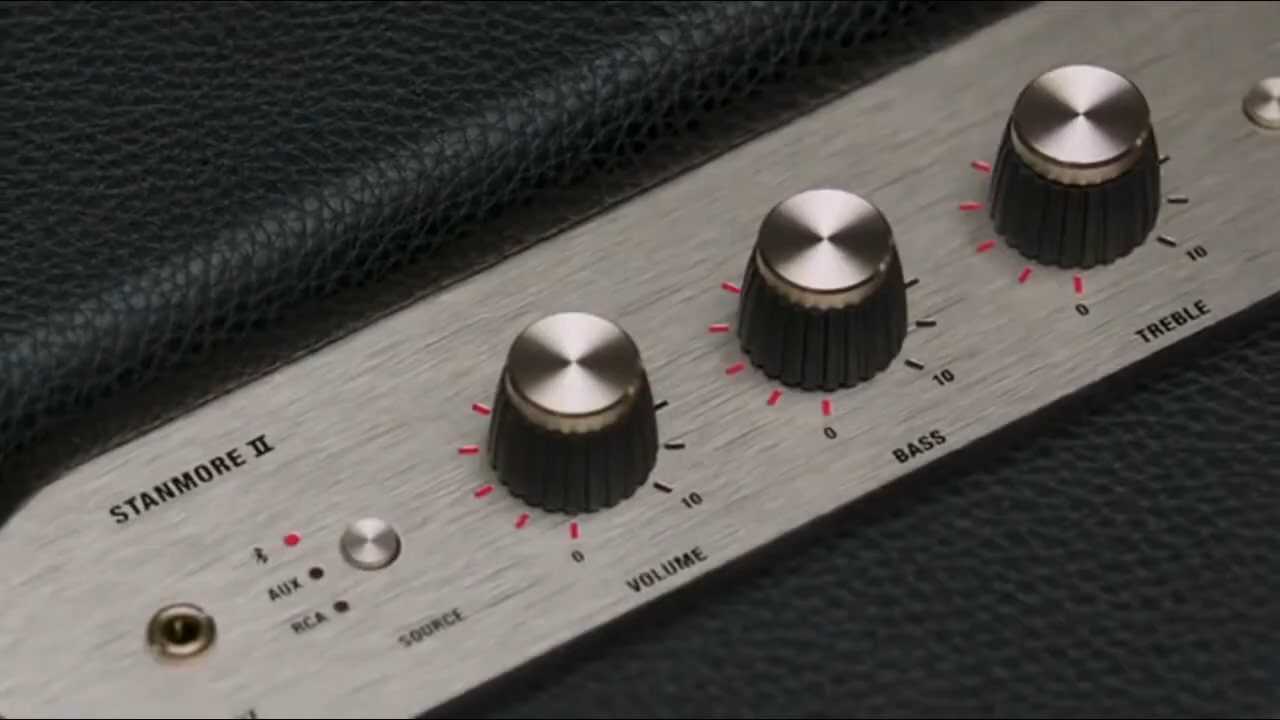 STANMORE II
AUX
RCA
SOURCE
0
10
VOLUME
0
10
BASS
0
10
TREBLE